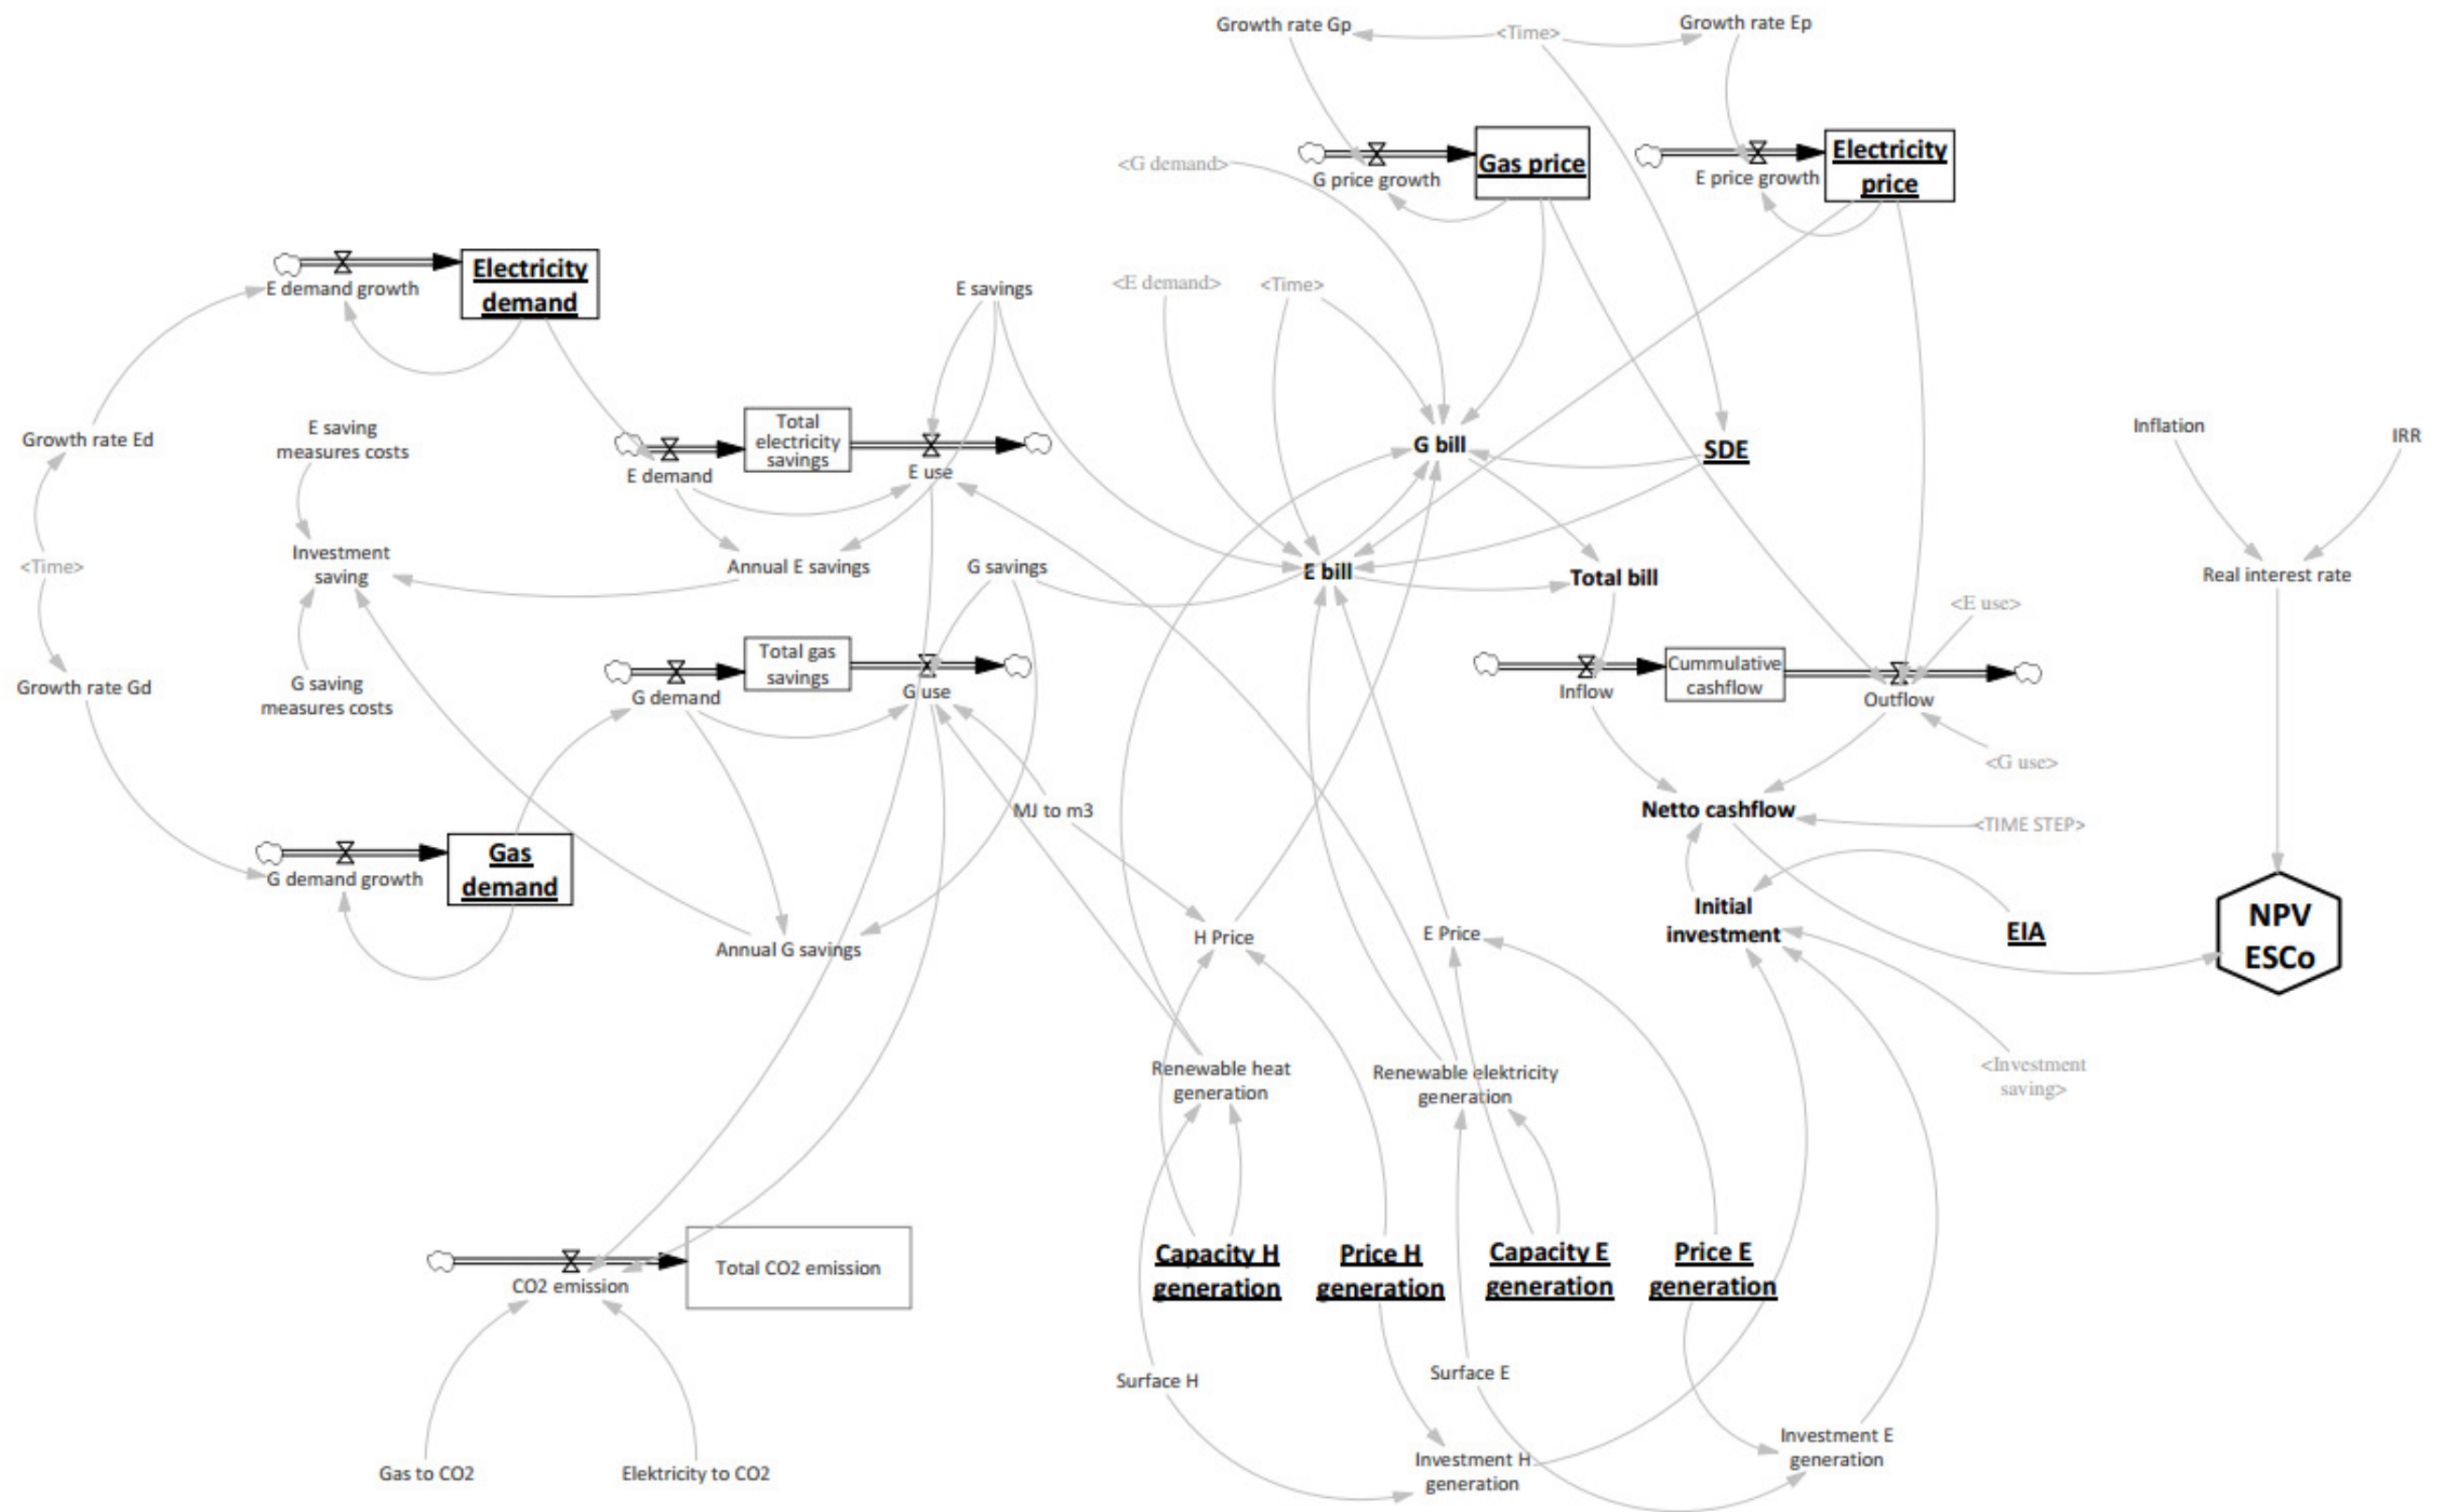 Growth rate Gp
<Time>
Growth rate Ep
<G demand>
G price growth
Gas price
E price growth
Electricity
price
E demand growth
Electricity
demand
E savings
<E demand>
<Time>
Growth rate Ed
E saving
measures costs
Total
electricity
savings
E demand
E use
G bill
SDE
Inflation
IRR
<Time>
Investment
saving
Annual E savings
G savings
E bill
Total bill
Real interest rate
<E use>
Growth rate Gd
G saving
measures costs
G demand
Total gas
savings
G use
Inflow
Cummulative
cashflow
Outflow
<G use>
MJ to m3
Netto cashflow
<TIME STEP>
G demand growth
Gas
demand
Annual G savings
H Price
E Price
Initial
investment
EIA
NPV
ESCo
Renewable heat
generation
Renewable elektricity
generation
<Investment
saving>
CO2 emission
Total CO2 emission
Capacity H
generation
Price H
generation
Capacity E
generation
Price E
generation
Surface H
Surface E
Gas to CO2
Elektricity to CO2
Investment H
generation
Investment E
generation